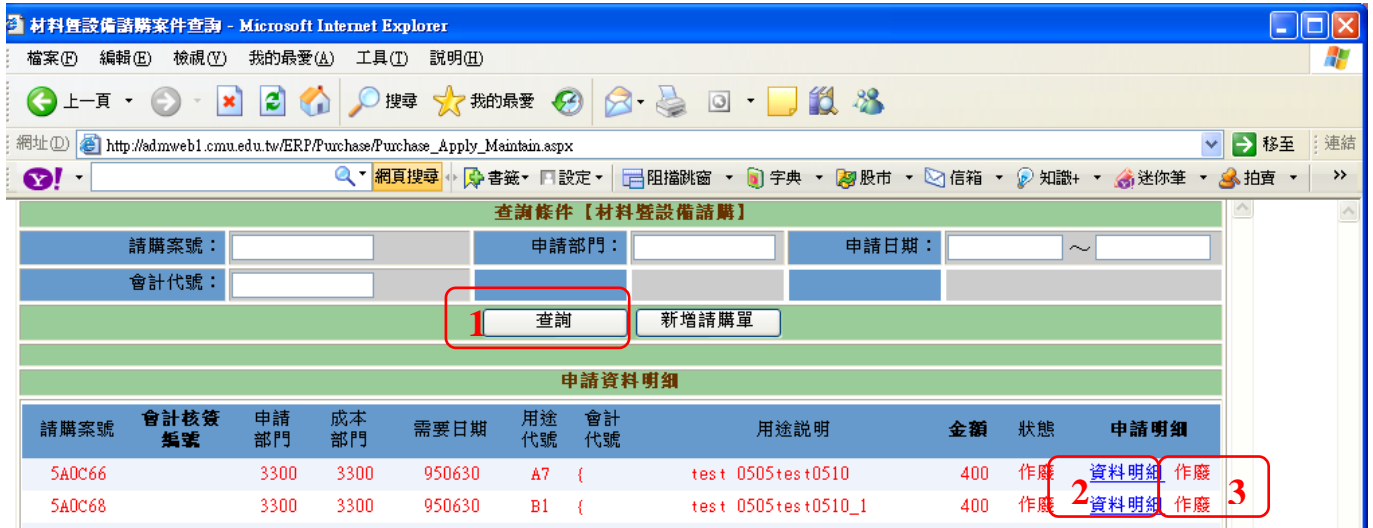 材料暨設備請購案件查詢 - Microsoft Internet Explorer
檔案(F) 編輯(E) 檢視(V) 我的最愛(A) 工具(T) 說明(H)
上一頁 搜尋 我的最愛
網址(D) http://admweb1.cmu.edu.tw/ERP/Purchase/Purchase_Apply_Maintain.aspx 移至 連結
Y! 網頁搜尋 書籤 設定 阻擋跳窗 字典 股市 信箱 知識+ 迷你筆 拍賣 »
查詢條件【材料暨設備請購】
請購案號： 申請部門： 申請日期： ～
會計代號：
1 查詢 新增請購單
申請資料明細
請購案號 會計核簽編號 申請部門 成本部門 需要日期 用途代號 會計代號 用途說明 金額 狀態 申請明細
5A0C66 3300 3300 950630 A7 { test 0505test0510 400 作廢 資料明細 作廢
5A0C68 3300 3300 950630 B1 { test 0505test0510_1 400 作廢 資料明細 作廢
2 3